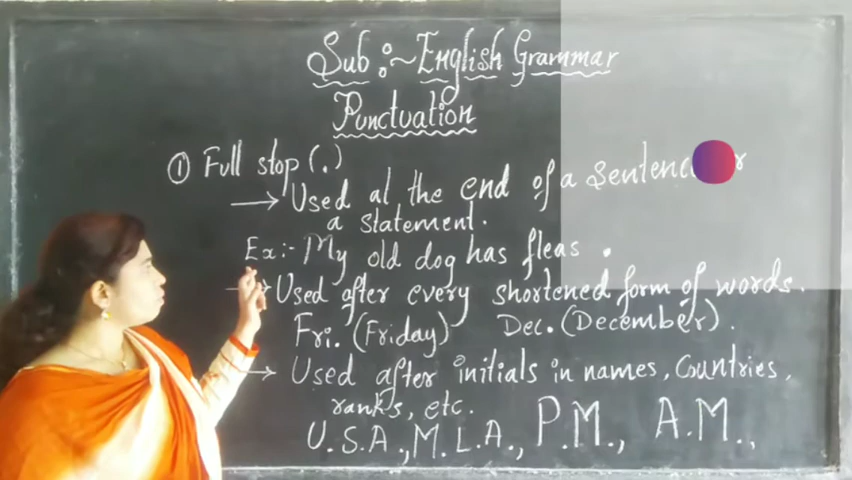 Sub:~ English Grammar
Punctuation
① Full stop (.)
→ Used at the end of a sentence or
a statement.
Ex:- My old dog has fleas.
→ Used after every shortened form of words.
Fri. (Friday) Dec. (December).
→ Used after initials in names, Countries,
ranks, etc.
U.S.A., M.L.A., P.M., A.M.,